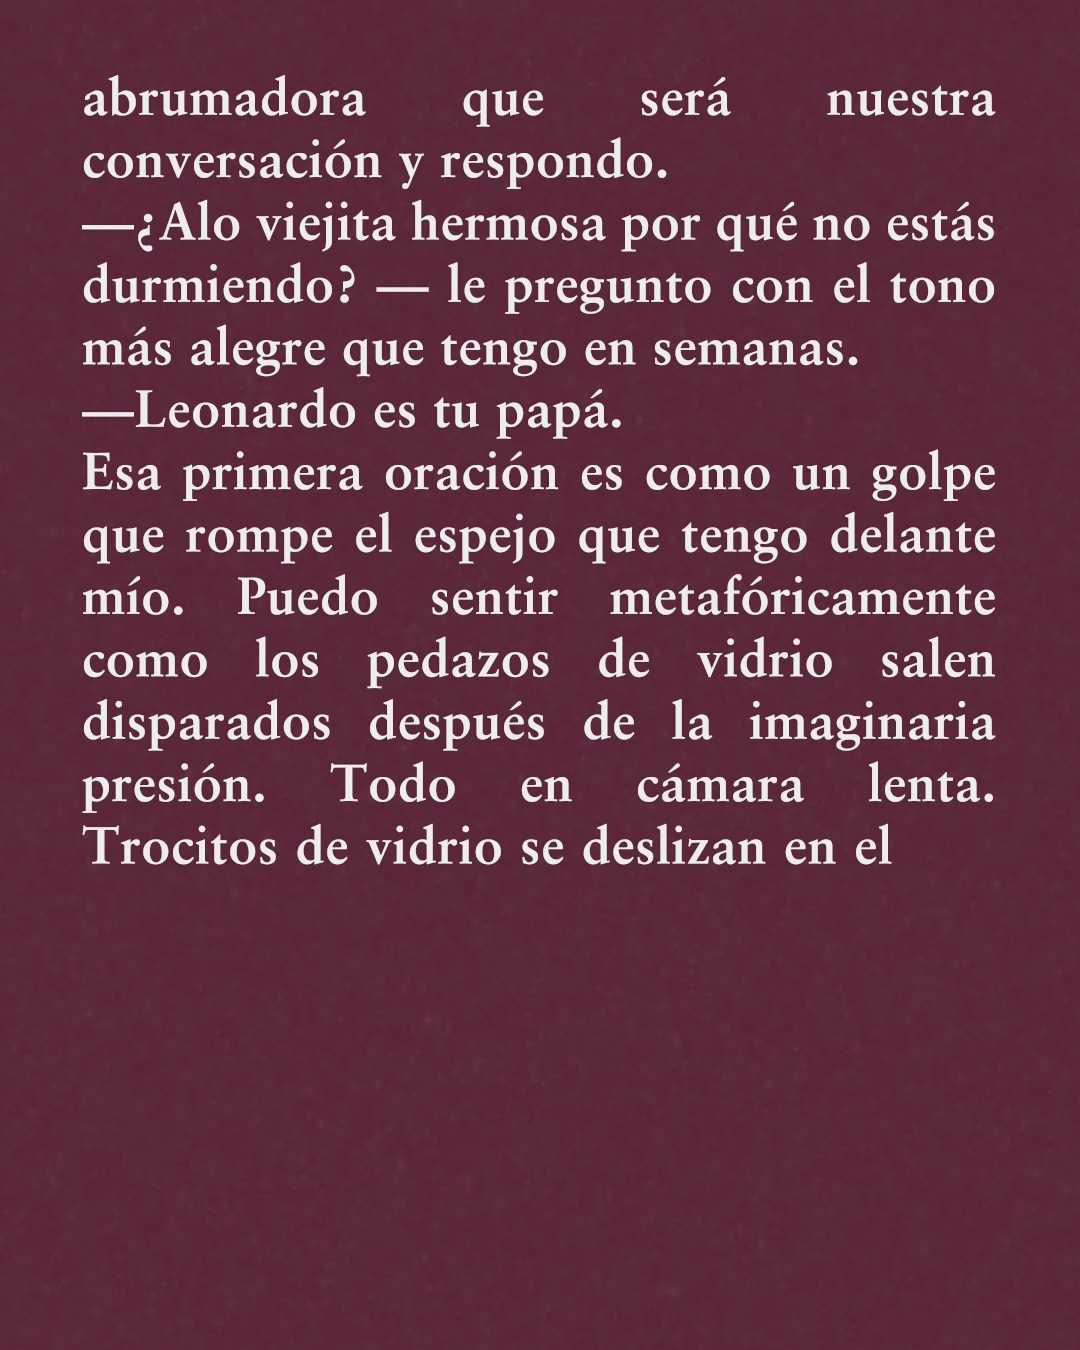 abrumadora que será nuestra
conversación y respondo.
—¿Alo viejita hermosa por qué no estás
durmiendo? — le pregunto con el tono
más alegre que tengo en semanas.
—Leonardo es tu papá.
Esa primera oración es como un golpe
que rompe el espejo que tengo delante
mío. Puedo sentir metafóricamente
como los pedazos de vidrio salen
disparados después de la imaginaria
presión. Todo en cámara lenta.
Trocitos de vidrio se deslizan en el